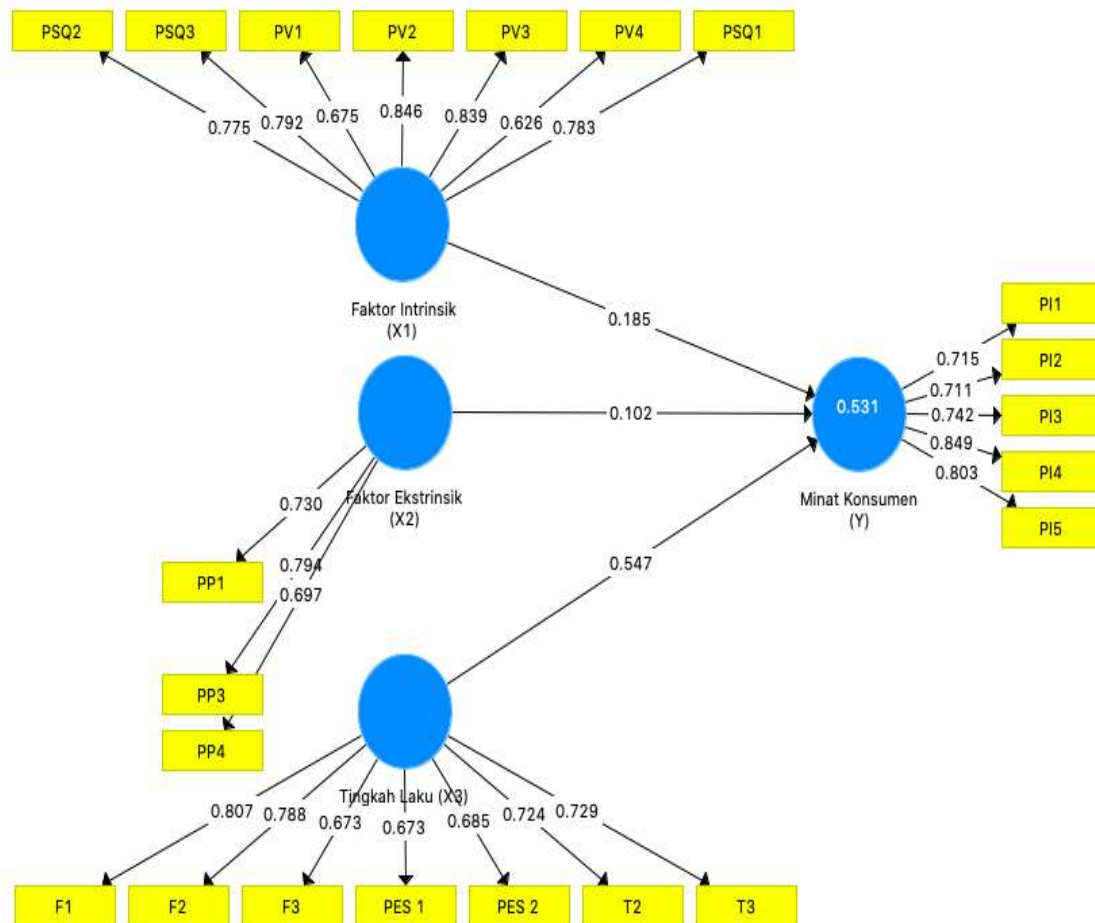 PSQ2
PSQ3
PV1
PV2
PV3
PV4
PSQ1
0.775
0.792
0.675
0.846
0.839
0.626
0.783
Faktor Intrinsik
(X1)
0.185
PI1
PI2
PI3
PI4
PI5
0.715
0.711
0.742
0.849
0.803
0.531
Minat Konsumen
(Y)
0.102
Faktor Ekstrinsik
(X2)
0.730
0.794
0.697
PP1
PP3
PP4
0.547
Tingkah Laku (X3)
0.807
0.788
0.673
0.673
0.685
0.724
0.729
F1
F2
F3
PES 1
PES 2
T2
T3